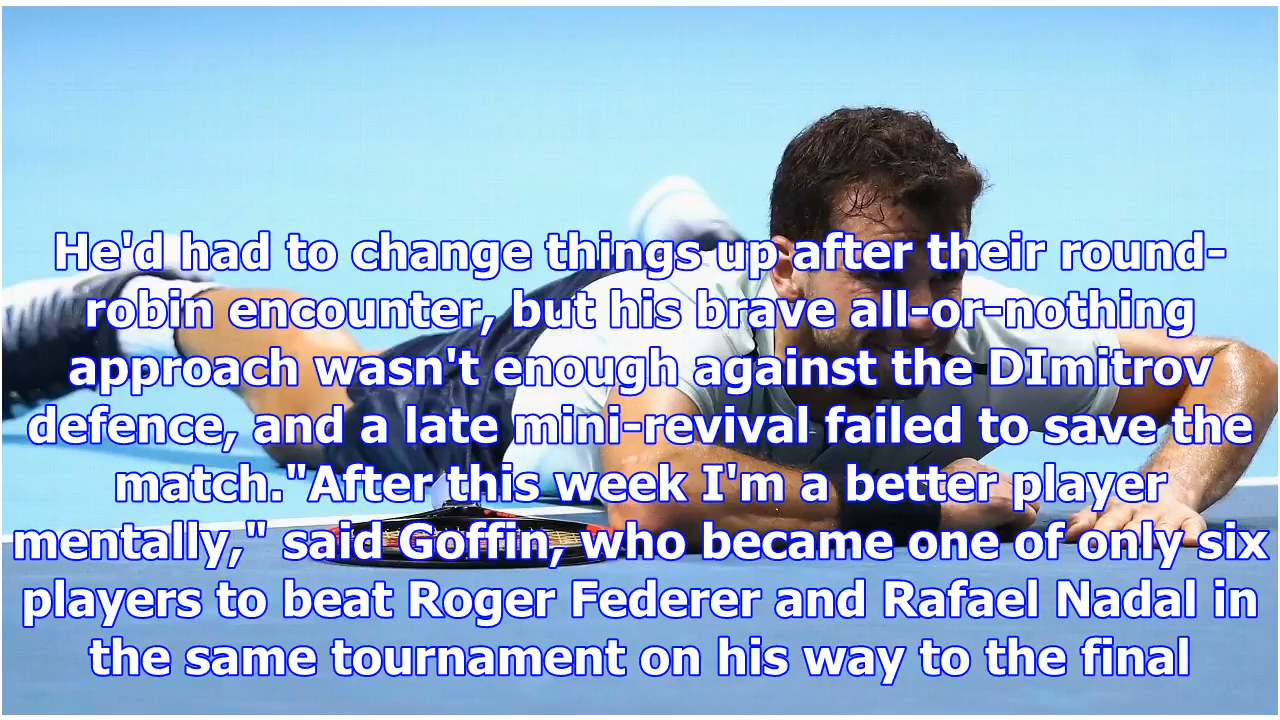 He'd had to change things up after their round-
robin encounter, but his brave all-or-nothing
approach wasn't enough against the DImitrov
defence, and a late mini-revival failed to save the
match."After this week I'm a better player
mentally," said Goffin, who became one of only six
players to beat Roger Federer and Rafael Nadal in
the same tournament on his way to the final